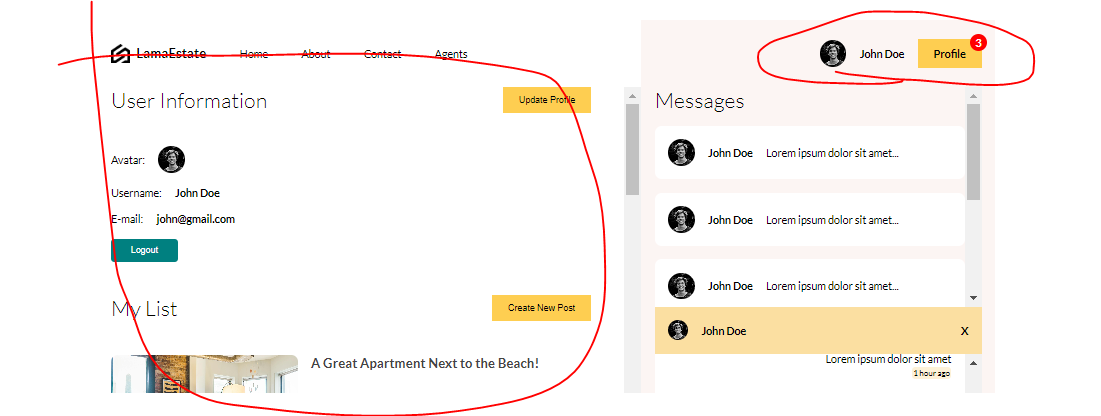 LamaEstate Home About Contact Agents
John Doe Profile 3
User Information Update Profile
Avatar:
Username: John Doe
E-mail: john@gmail.com
Logout
My List Create New Post
A Great Apartment Next to the Beach!
Messages
John Doe Lorem ipsum dolor sit amet...
John Doe Lorem ipsum dolor sit amet...
John Doe Lorem ipsum dolor sit amet...
John Doe X
Lorem ipsum dolor sit amet
1 hour ago